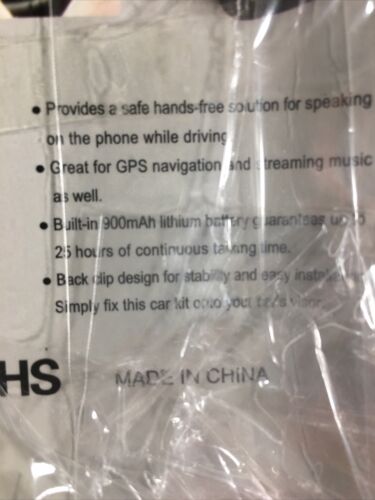 • Provides a safe hands-free solution for speaking
on the phone while driving
• Great for GPS navigation and streaming music
as well.
• Built-in 900mAh lithium battery guarantees up to
25 hours of continuous talking time.
• Back clip design for stability and easy
Simply fix this car kit onto your car's visor
HS
MADE IN CHINA